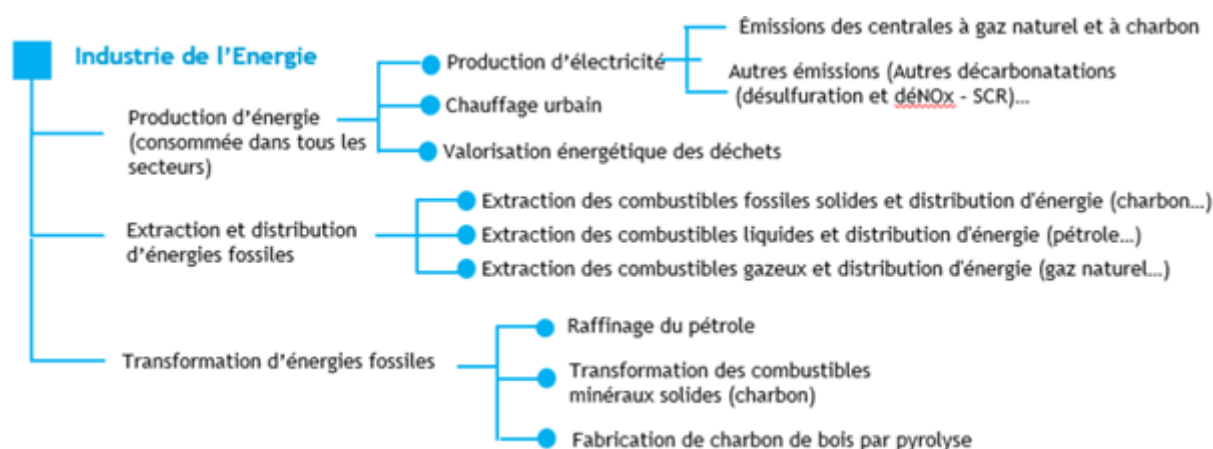 Industrie de l'Energie
Production d'énergie
(consommée dans tous les
secteurs)
Production d'électricité
Émissions des centrales à gaz naturel et à charbon
Autres émissions (Autres décarbonatations
(désulfuration et déNOx - SCR)...
Chauffage urbain
Valorisation énergétique des déchets
Extraction et distribution
d'énergies fossiles
Extraction des combustibles fossiles solides et distribution d'énergie (charbon...)
Extraction des combustibles liquides et distribution d'énergie (pétrole...)
Extraction des combustibles gazeux et distribution d'énergie (gaz naturel...)
Transformation d'énergies fossiles
Raffinage du pétrole
Transformation des combustibles
minéraux solides (charbon)
Fabrication de charbon de bois par pyrolyse